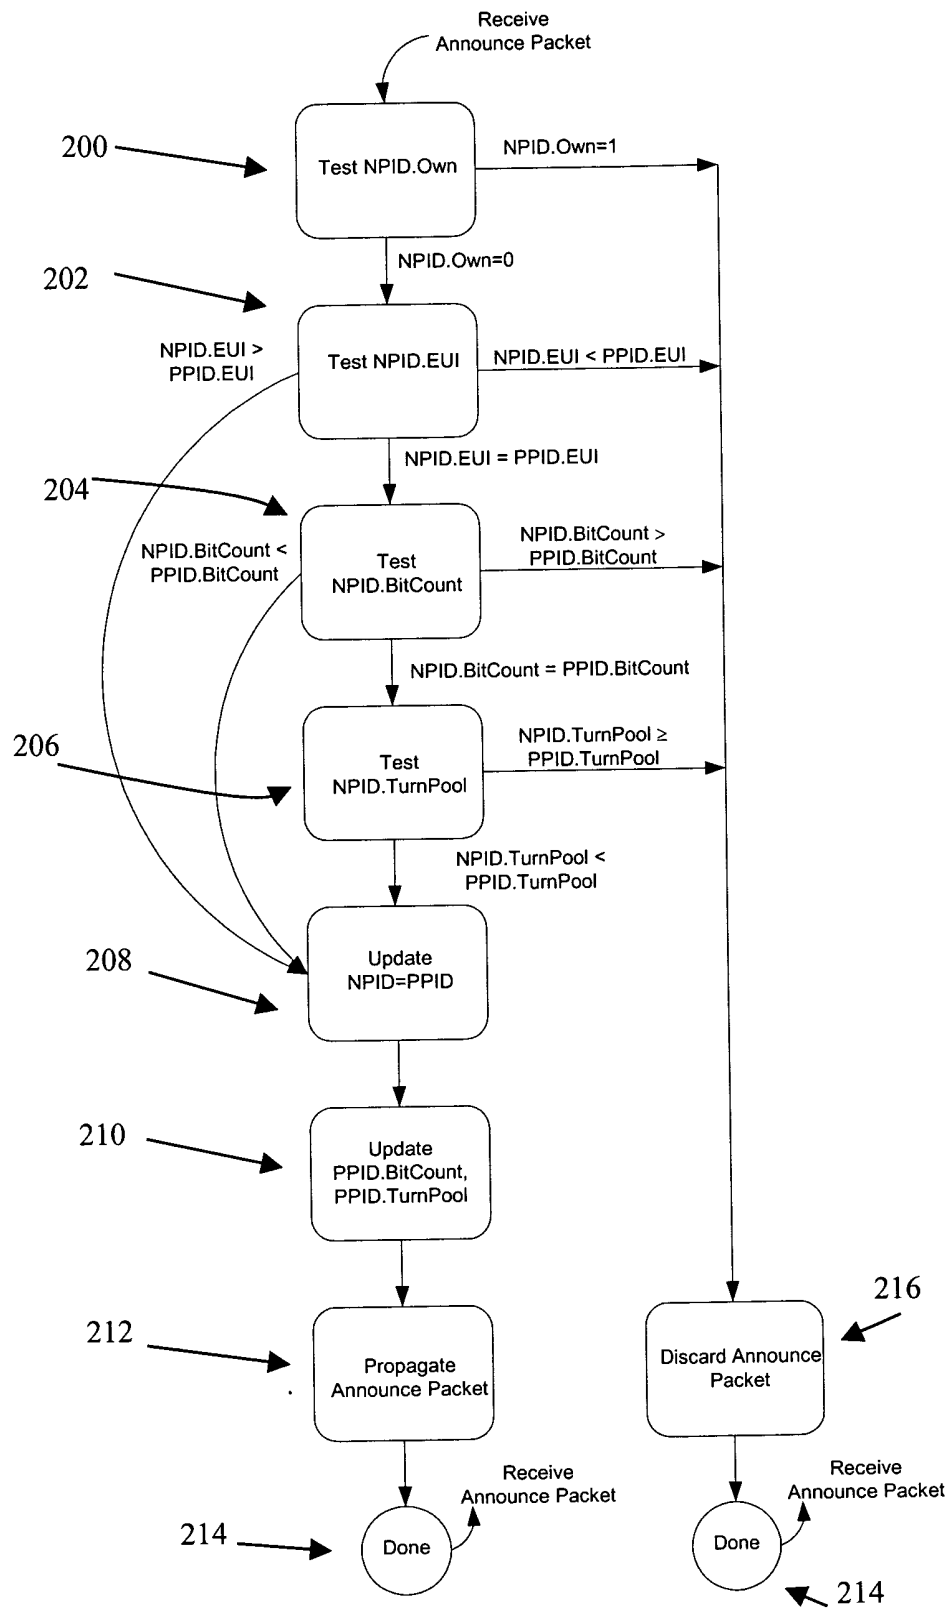 Receive
Announce Packet
200
Test NPID.Own
NPID.Own=1
NPID.Own=0
202
NPID.EUI >
PPID.EUI
Test NPID.EUI
NPID.EUI < PPID.EUI
NPID.EUI = PPID.EUI
204
NPID.BitCount <
PPID.BitCount
Test
NPID.BitCount
NPID.BitCount >
PPID.BitCount
NPID.BitCount = PPID.BitCount
206
Test
NPID.TurnPool
NPID.TurnPool ≥
PPID.TurnPool
NPID.TurnPool <
PPID.TurnPool
208
Update
NPID=PPID
210
Update
PPID.BitCount,
PPID.TurnPool
212
Propagate
Announce Packet
216
Discard Announce
Packet
Receive
Announce Packet
214
Done
Receive
Announce Packet
Done
214